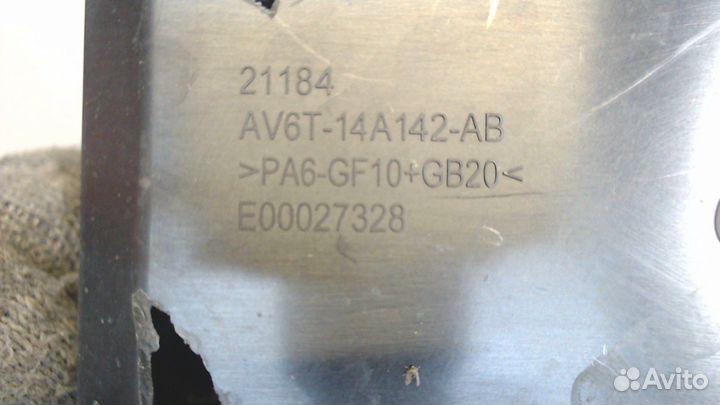 21184
AV6T-14A142-AB
>PA6-GF10+GB20<
E00027328
Avito